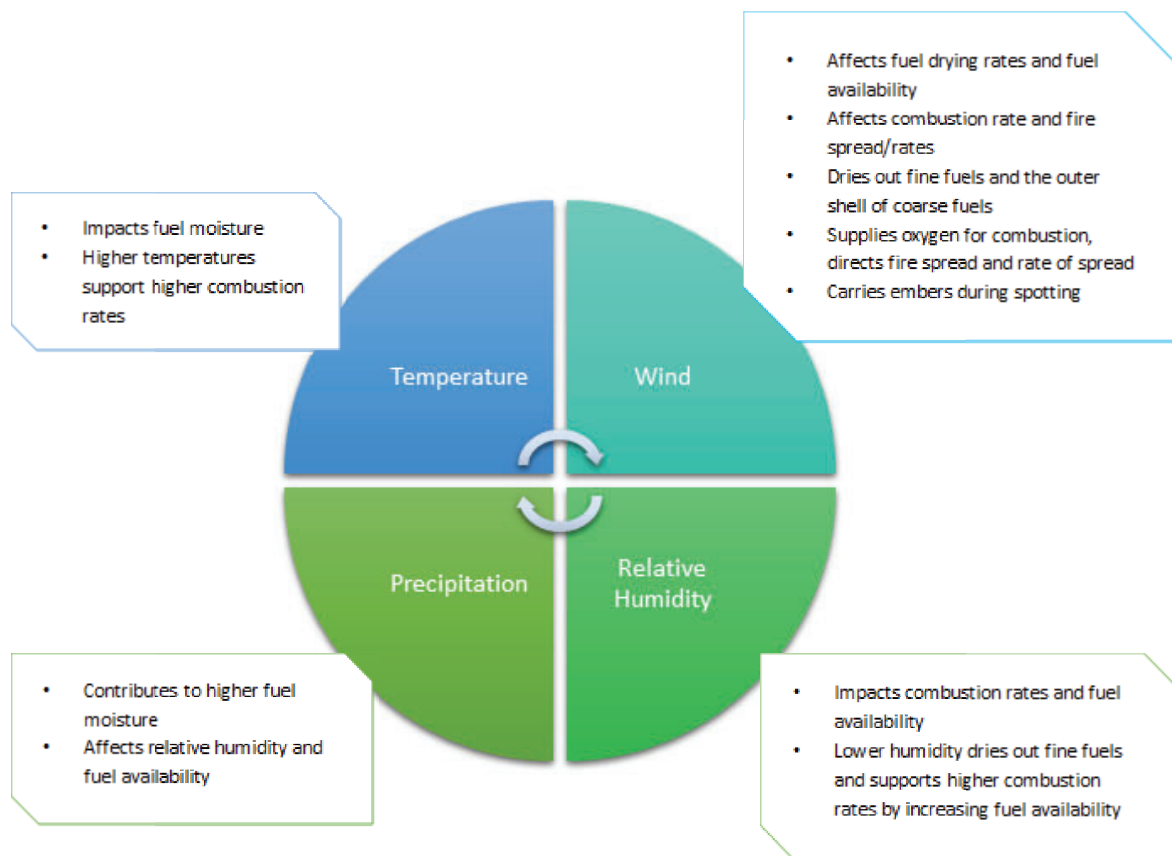 • Affects fuel drying rates and fuel
availability
• Affects combustion rate and fire
spread/rates
• Dries out fine fuels and the outer
shell of coarse fuels
• Supplies oxygen for combustion,
directs fire spread and rate of spread
• Carries embers during spotting
• Impacts fuel moisture
• Higher temperatures
support higher combustion
rates
Temperature
Wind
Precipitation
Relative
Humidity
• Contributes to higher fuel
moisture
• Affects relative humidity and
fuel availability
• Impacts combustion rates and fuel
availability
• Lower humidity dries out fine fuels
and supports higher combustion
rates by increasing fuel availability